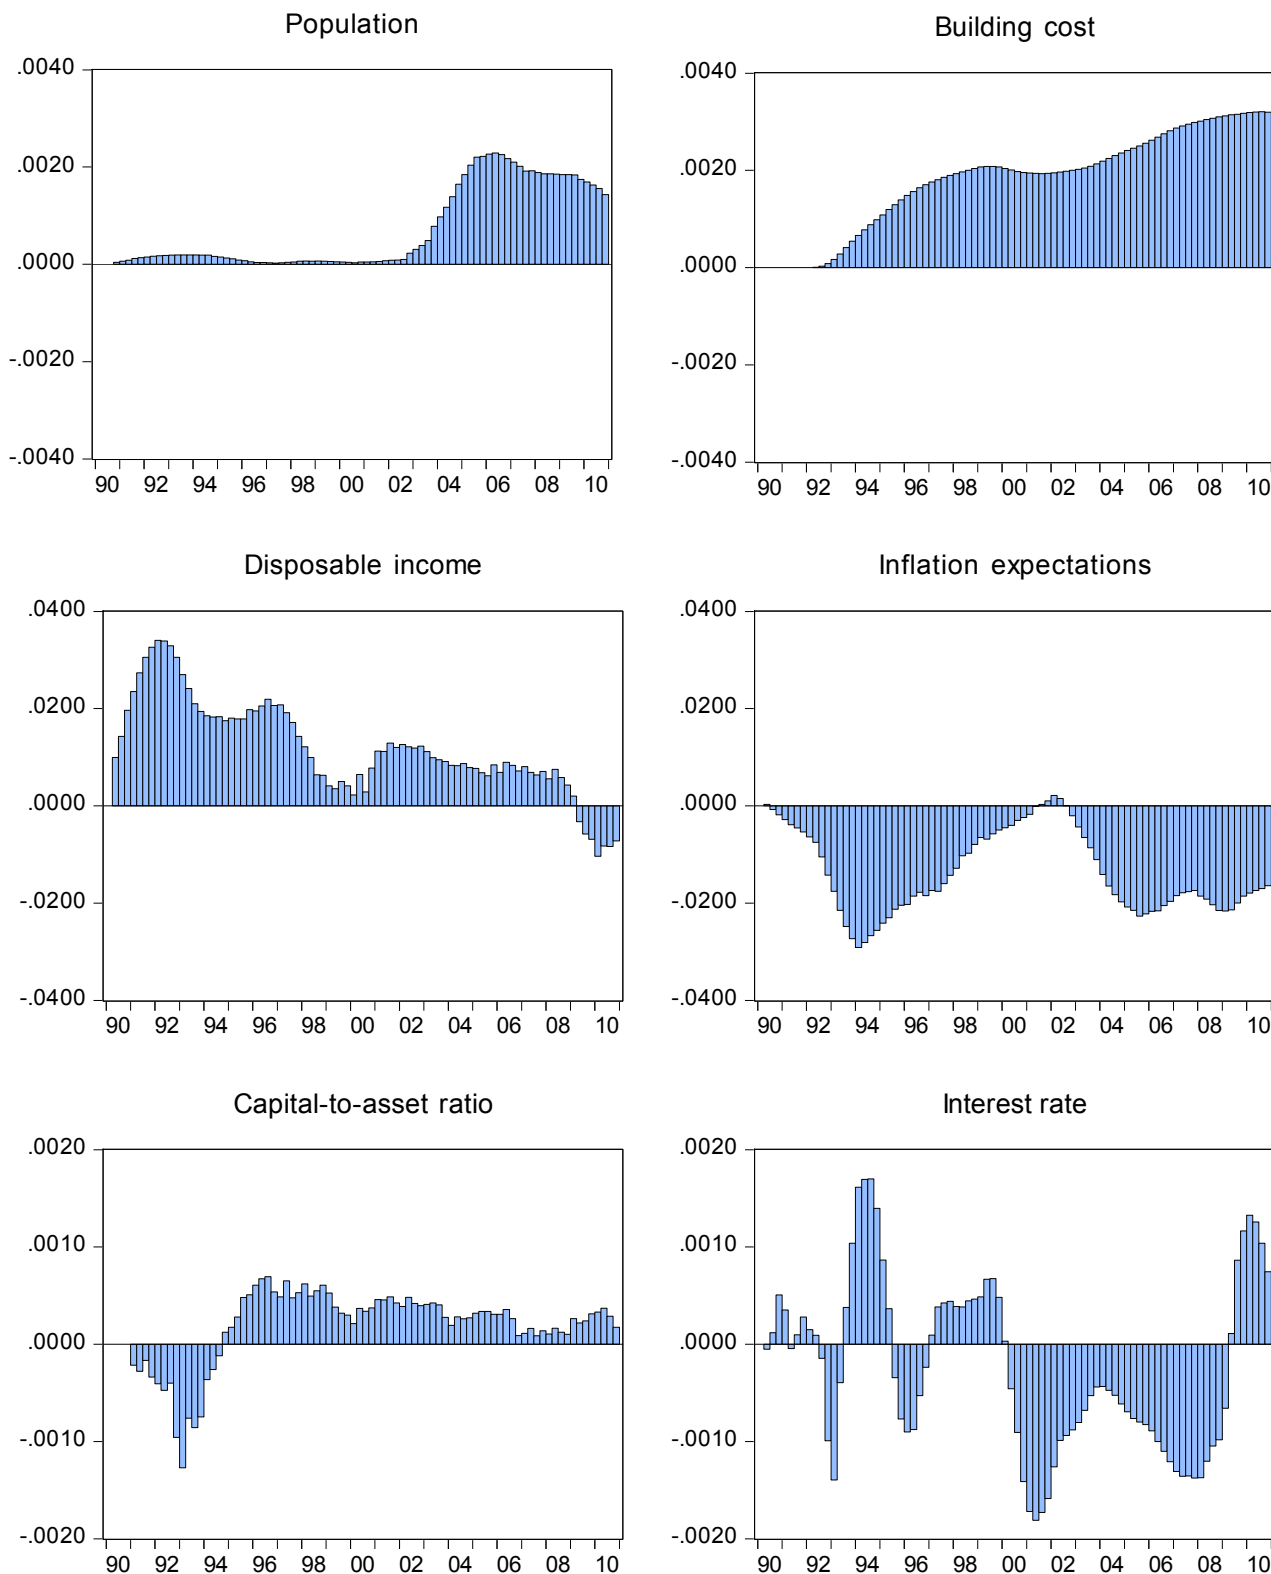 Population
.0040
.0020
.0000
-.0020
-.0040
90 92 94 96 98 00 02 04 06 08 10
Building cost
.0040
.0020
.0000
-.0020
-.0040
90 92 94 96 98 00 02 04 06 08 10
Disposable income
.0400
.0200
.0000
-.0200
-.0400
90 92 94 96 98 00 02 04 06 08 10
Inflation expectations
.0400
.0200
.0000
-.0200
-.0400
90 92 94 96 98 00 02 04 06 08 10
Capital-to-asset ratio
.0020
.0010
.0000
-.0010
-.0020
90 92 94 96 98 00 02 04 06 08 10
Interest rate
.0020
.0010
.0000
-.0010
-.0020
90 92 94 96 98 00 02 04 06 08 10